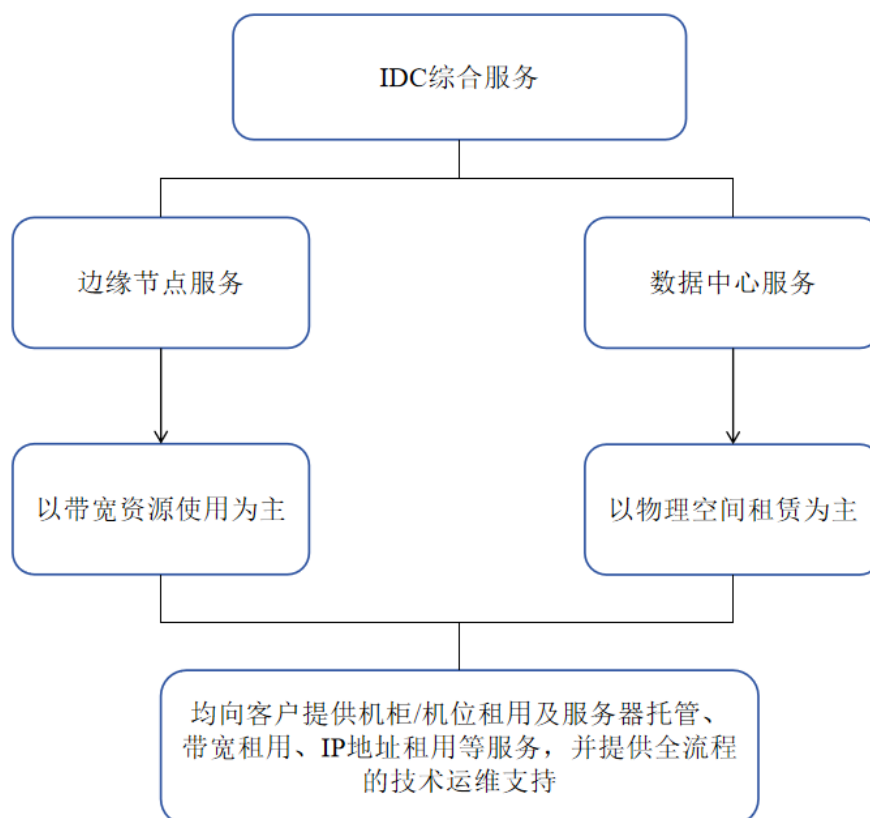 IDC综合服务
边缘节点服务
数据中心服务
以带宽资源使用为主
以物理空间租赁为主
均向客户提供机柜/机位租用及服务器托管、
带宽租用、IP地址租用等服务，并提供全流程
的技术运维支持